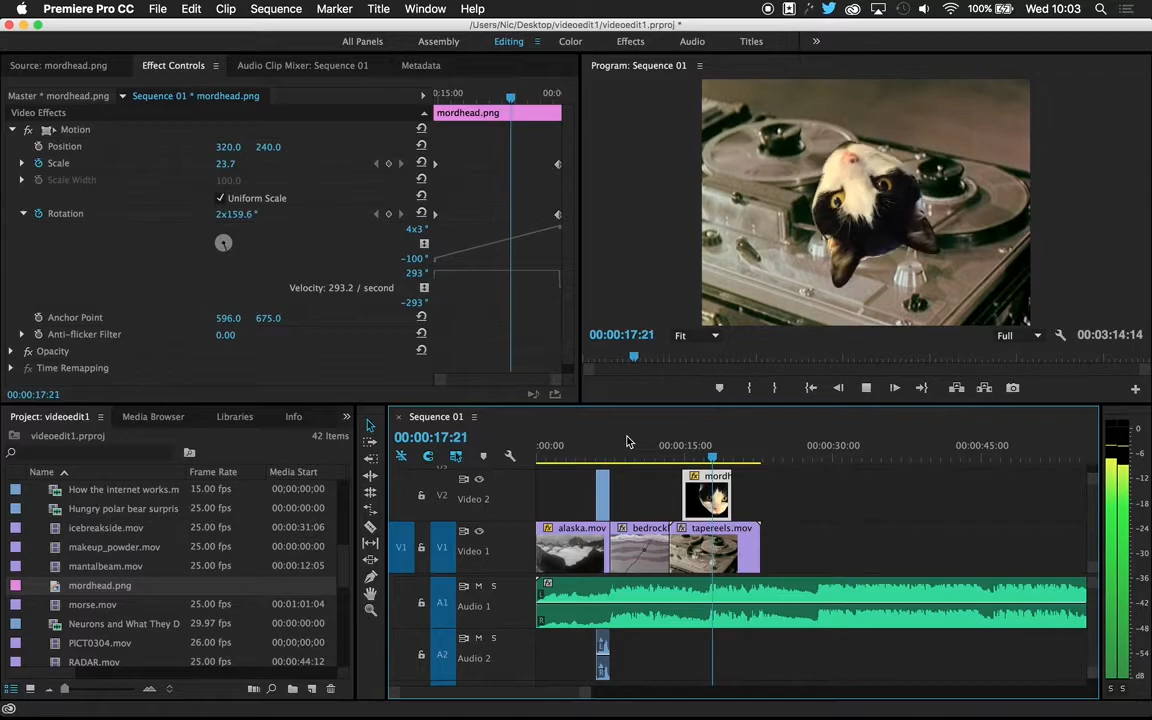 Premiere Pro CC File Edit Clip Sequence Marker Title Window Help 100% Wed 10:03
/Users/Nic/Desktop/videoedit1/videoedit1.prproj *
All Panels Assembly Editing Color Effects Audio Titles
Source: mordhead.png Effect Controls Audio Clip Mixer: Sequence 01 Metadata
Program: Sequence 01
Master * mordhead.png Sequence 01 * mordhead.png
0:15:00 00:0
Video Effects
mordhead.png
fx Motion
Position 320.0 240.0
Scale 23.7
Scale Width 100.0
Uniform Scale
Rotation 2x159.6 °
4x3 °
-100 °
293 °
Velocity: 293.2 / second
-293 °
Anchor Point 596.0 675.0
Anti-flicker Filter 0.00
fx Opacity
fx Time Remapping
00:00:17:21
00:00:17:21 Fit Full 00:03:14:14
Project: videoedit1 Media Browser Libraries Info
videoedit1.prproj 42 Items
Name Frame Rate Media Start
How the internet works.m 15.00 fps 00;00;00;00
Hungry polar bear surpris 25.00 fps 00:00:00:00
icebreakside.mov 25.00 fps 00:00:31:06
makeup_powder.mov 25.00 fps 00:00:00:00
mantalbeam.mov 25.00 fps 00:00:12:05
mordhead.png
morse.mov 25.00 fps 00:01:01:04
Neurons and What They D 29.97 fps 00:00:00:00
PICT0304.mov 26.00 fps 00;00;00;00
RADAR.mov 25.00 fps 00:00:44:12
Sequence 01
00:00:17:21
:00:00 00:00:15:00 00:00:30:00 00:00:45:00
V2 Video 2
fx mordh
V1 V1 Video 1
fx alaska.mov fx bedrock fx tapereels.mov
A1 M S Audio 1
fx
L
R
A2 M S Audio 2
0
-6
-12
-18
-24
-30
-36
-42
-48
-54
dB
S S